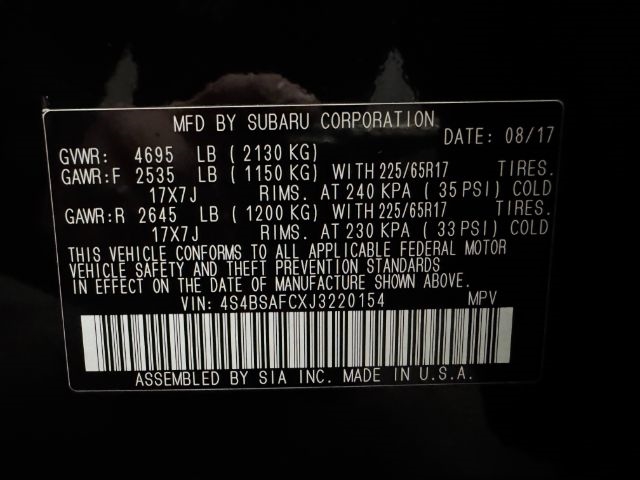 MFD BY SUBARU CORPORATION
DATE: 08/17
GVWR: 4695 LB ( 2130 KG)
GAWR:F 2535 LB ( 1150 KG) WITH 225/65R17 TIRES.
17X7J RIMS. AT 240 KPA ( 35 PSI) COLD
GAWR:R 2645 LB ( 1200 KG) WITH 225/65R17 TIRES.
17X7J RIMS. AT 230 KPA ( 33 PSI) COLD
THIS VEHICLE CONFORMS TO ALL APPLICABLE FEDERAL MOTOR
VEHICLE SAFETY AND THEFT PREVENTION STANDARDS
IN EFFECT ON THE DATE OF MANUFACTURE SHOWN ABOVE.
VIN: 4S4BSAFCXJ3220154 MPV
ASSEMBLED BY SIA INC. MADE IN U.S.A.